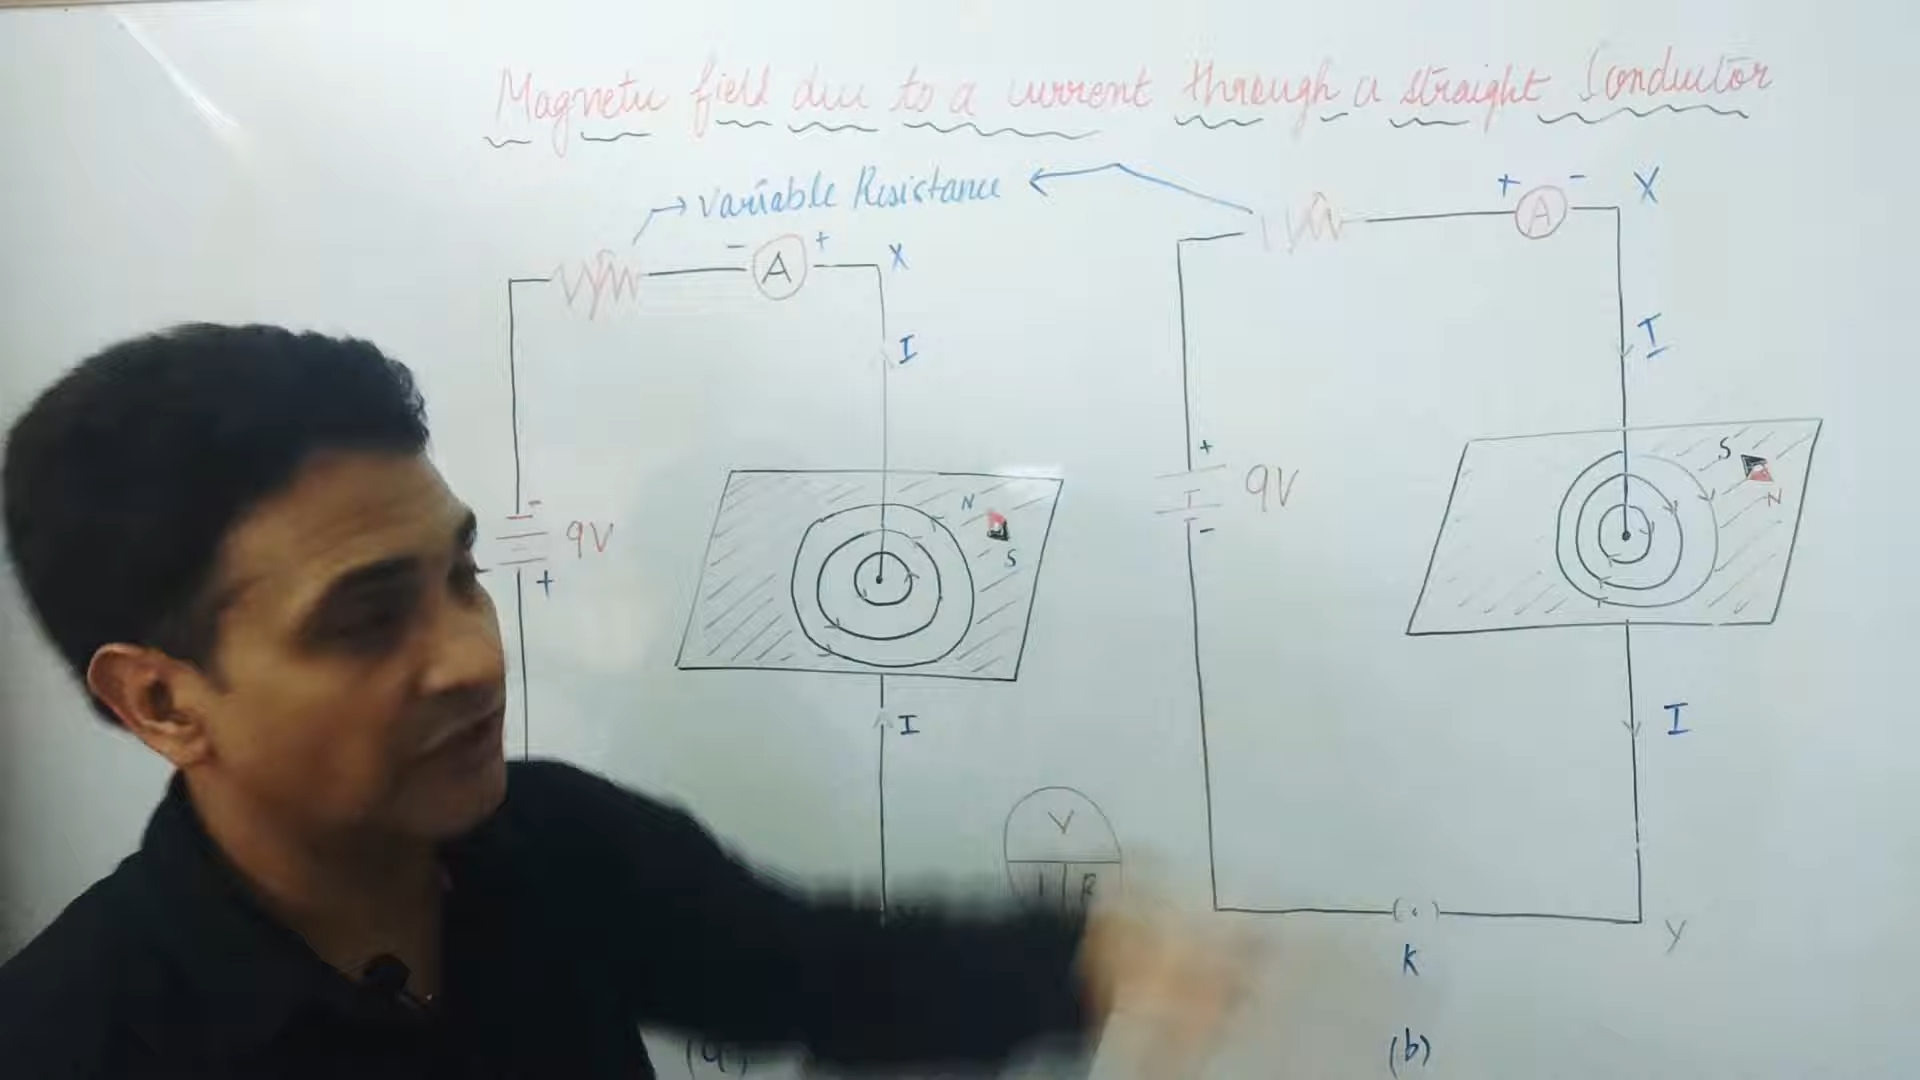 Magnetic field due to a current through a straight Conductor
→ Variable Resistance ←
- A + X
I
- 9V +
N
S
I
V
I R
(a)
+ A - X
I
+ 9V -
S
N
I
Y
K
(b)